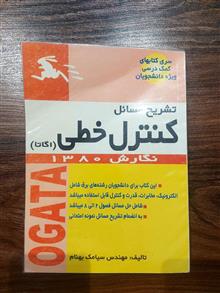 سری کتابهای
کمک درسی
ویژه دانشجویان
تشریح مسائل
کنترل خطی (اگاتا)
نگارش ۱۳۸۰
OGATA
این کتاب برای دانشجویان رشته‌های برق شامل
الکترونیک، مخابرات، قدرت و کنترل قابل استفاده میباشد
شامل حل مسائل فصول ۲ الی ۸ میباشد
به انضمام تشریح مسائل نمونه امتحانی
تالیف: مهندس سیامک بهنام